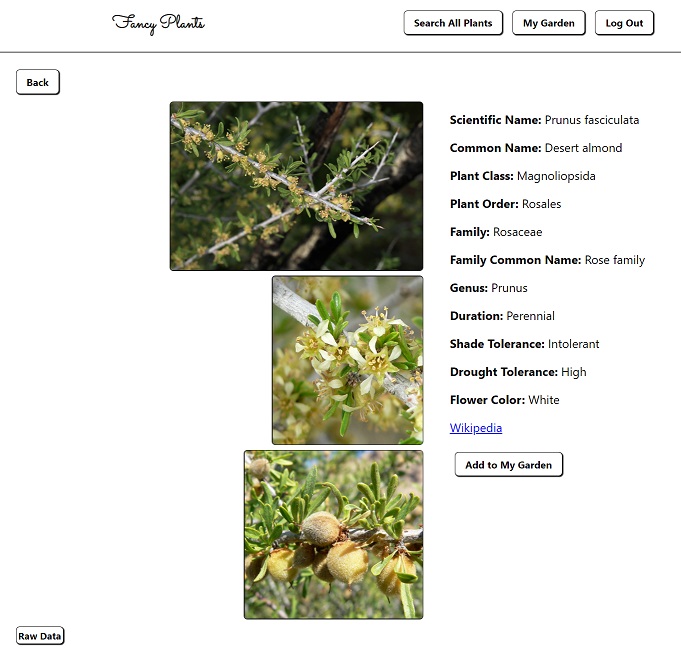 Fancy Plants
Search All Plants
My Garden
Log Out
Back
Scientific Name: Prunus fasciculata
Common Name: Desert almond
Plant Class: Magnoliopsida
Plant Order: Rosales
Family: Rosaceae
Family Common Name: Rose family
Genus: Prunus
Duration: Perennial
Shade Tolerance: Intolerant
Drought Tolerance: High
Flower Color: White
Wikipedia
Add to My Garden
Raw Data